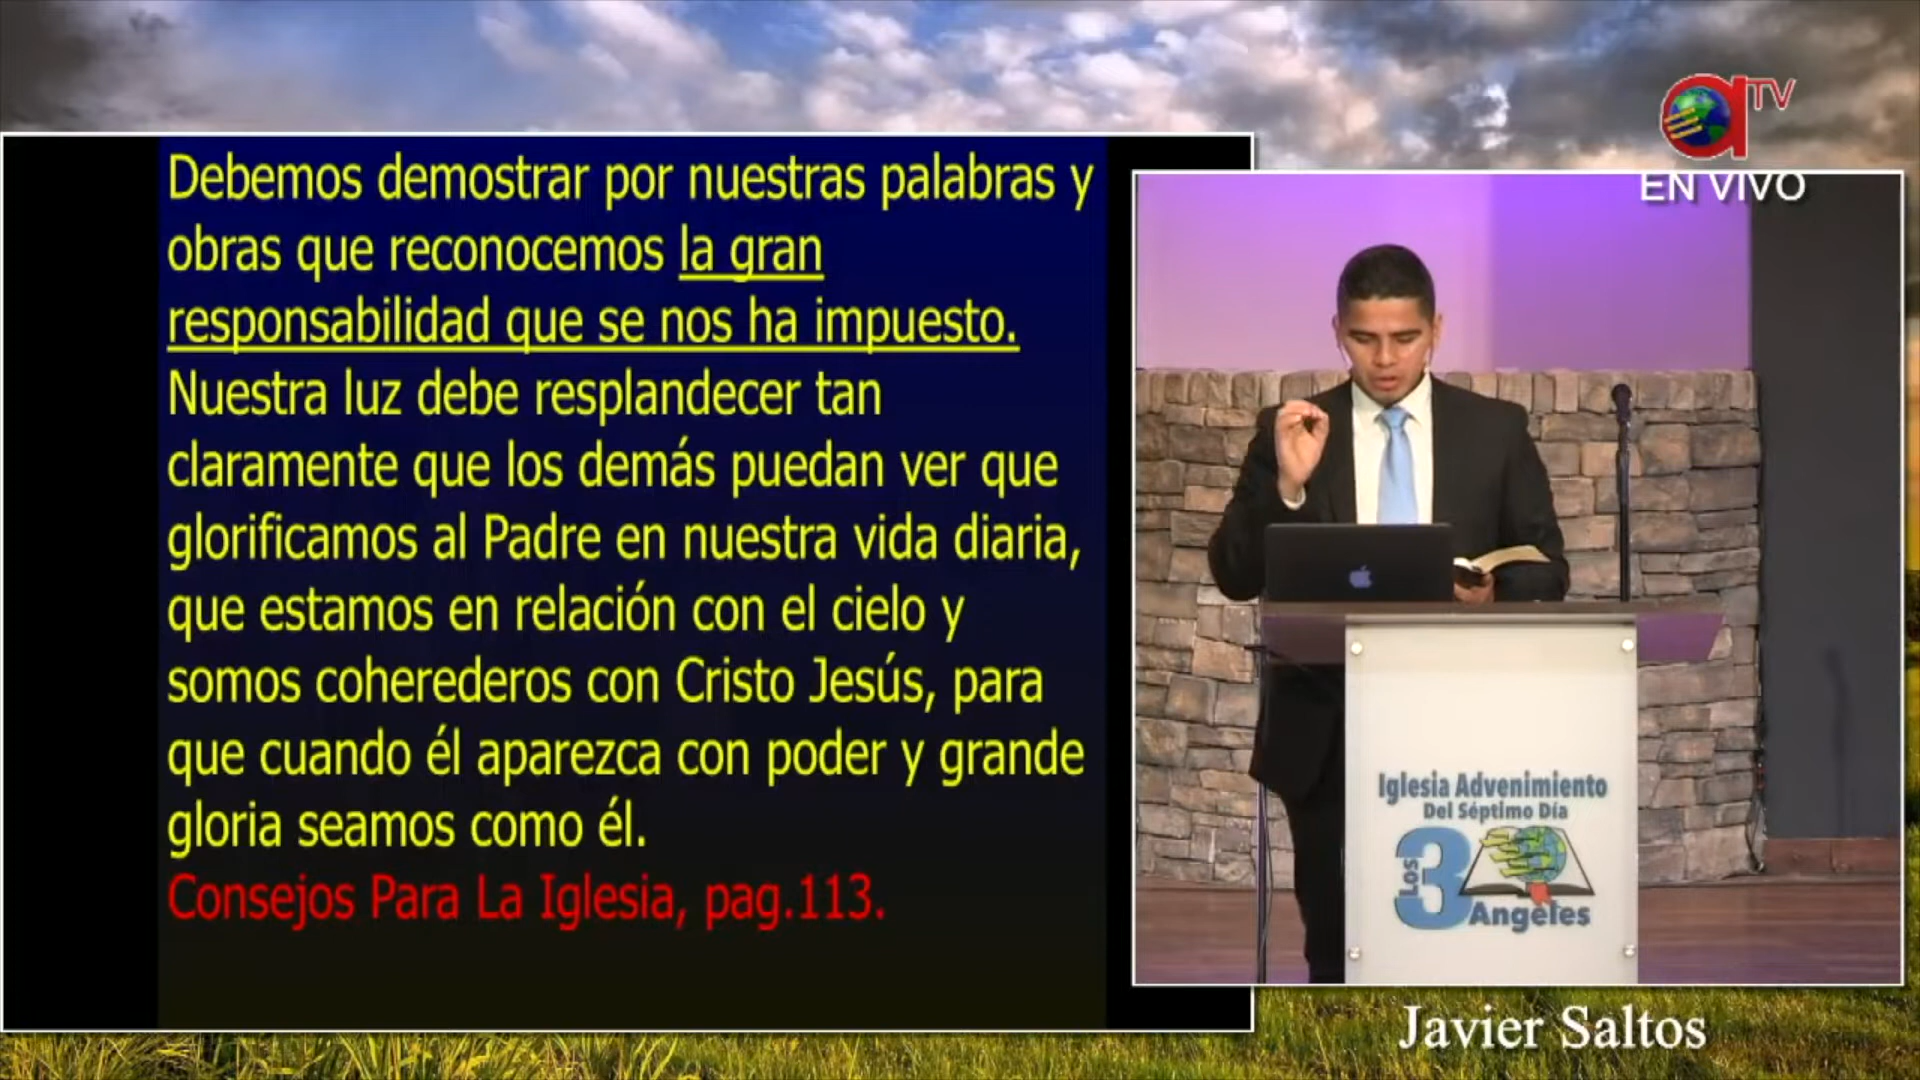 Debemos demostrar por nuestras palabras y
obras que reconocemos la gran
responsabilidad que se nos ha impuesto.
Nuestra luz debe resplandecer tan
claramente que los demás puedan ver que
glorificamos al Padre en nuestra vida diaria,
que estamos en relación con el cielo y
somos coherederos con Cristo Jesús, para
que cuando él aparezca con poder y grande
gloria seamos como él.
Consejos Para La Iglesia, pag.113.
a TV
EN VIVO
Iglesia Advenimiento
Del Séptimo Día
Los 3
Angeles
Javier Saltos